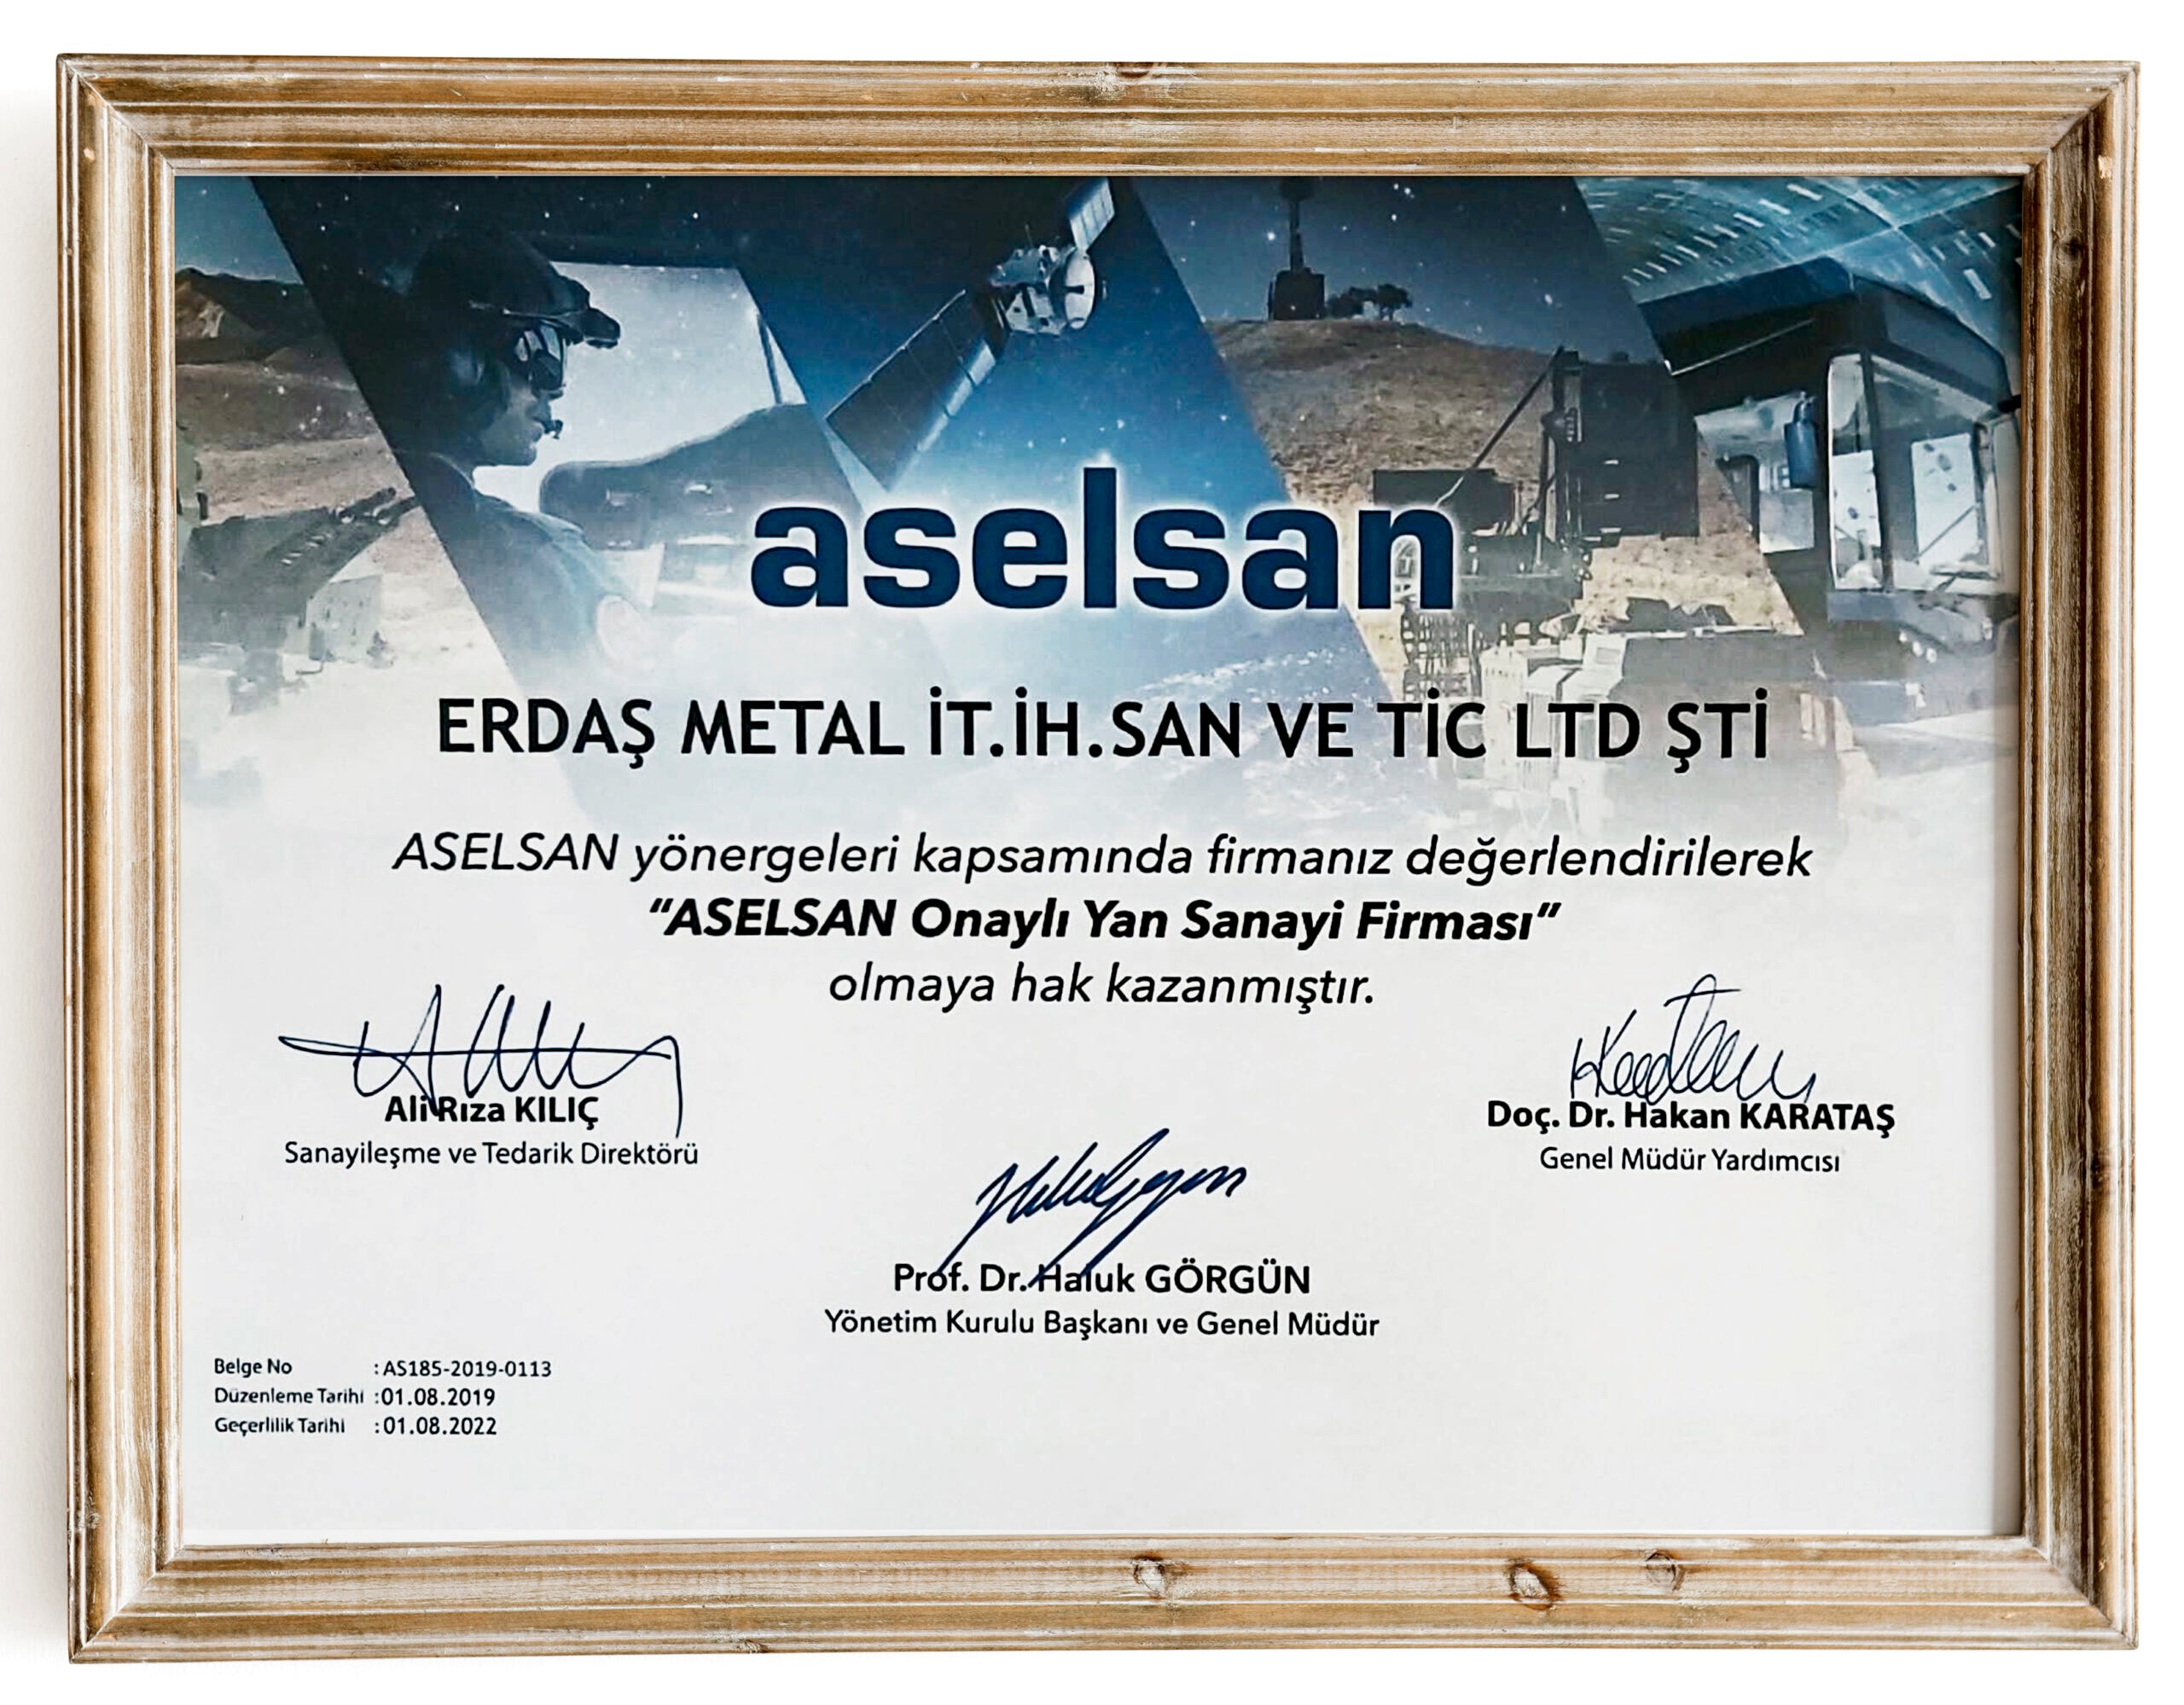 aselsan
ERDAŞ METAL İT.İH.SAN VE TİC LTD ŞTİ
ASELSAN yönergeleri kapsamında firmanız değerlendirilerek
“ASELSAN Onaylı Yan Sanayi Firması”
olmaya hak kazanmıştır.
Ali Rıza KILIÇ
Sanayileşme ve Tedarik Direktörü
Doç. Dr. Hakan KARATAŞ
Genel Müdür Yardımcısı
Prof. Dr. Haluk GÖRGÜN
Yönetim Kurulu Başkanı ve Genel Müdür
Belge No : AS185-2019-0113
Düzenleme Tarihi : 01.08.2019
Geçerlilik Tarihi : 01.08.2022